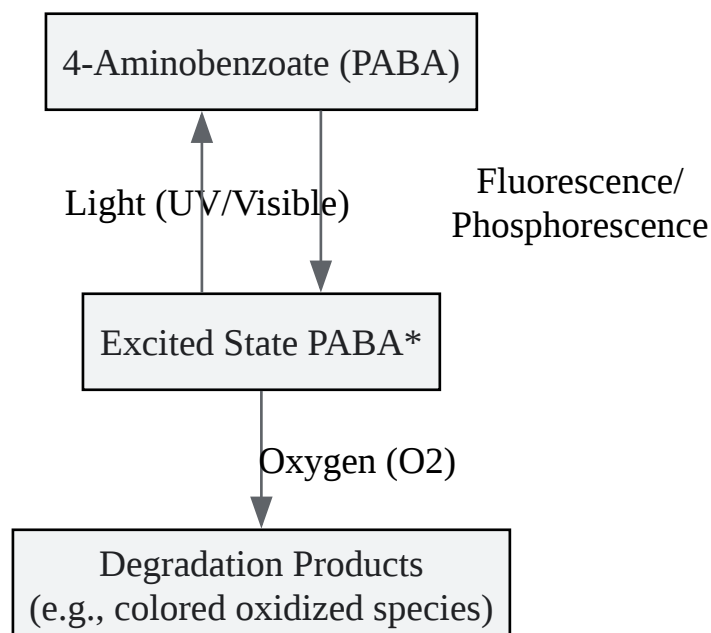 4-Aminobenzoate (PABA)
Light (UV/Visible)
Fluorescence/
Phosphorescence
Excited State PABA*
Oxygen (O2)
Degradation Products
(e.g., colored oxidized species)